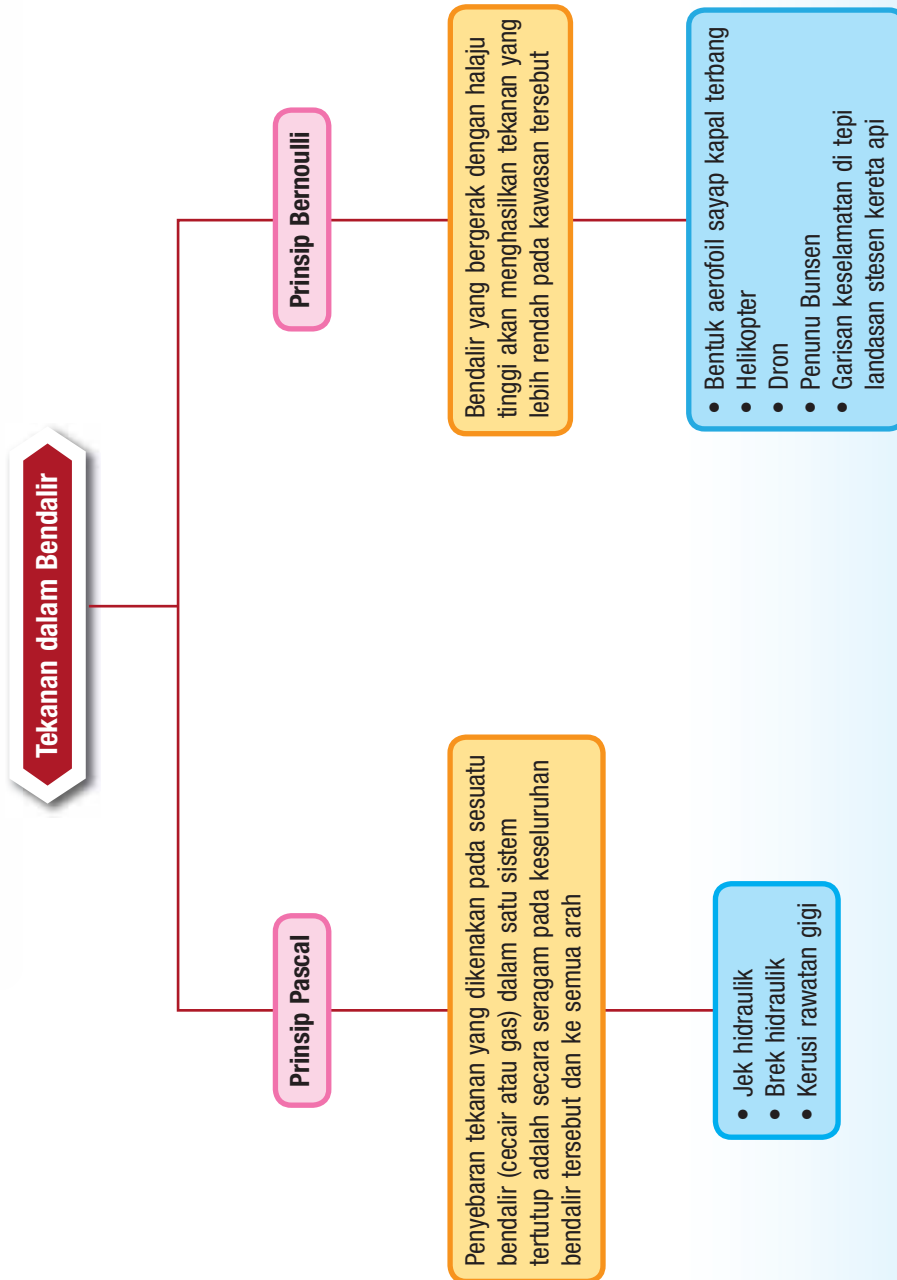 Tekanan dalam Bendalir
Prinsip Pascal
Penyebaran tekanan yang dikenakan pada sesuatu
bendalir (cecair atau gas) dalam satu sistem
tertutup adalah secara seragam pada keseluruhan
bendalir tersebut dan ke semua arah
• Jek hidraulik
• Brek hidraulik
• Kerusi rawatan gigi
Prinsip Bernoulli
Bendalir yang bergerak dengan halaju
tinggi akan menghasilkan tekanan yang
lebih rendah pada kawasan tersebut
• Bentuk aerofoil sayap kapal terbang
• Helikopter
• Dron
• Penunu Bunsen
• Garisan keselamatan di tepi
landasan stesen kereta api